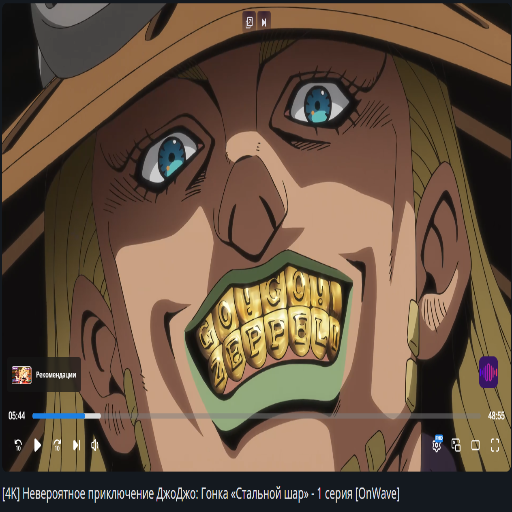 GO! GO!
ZEPPELI
Рекомендации
05:44
48:55
[4K] Невероятное приключение ДжоДжо: Гонка «Стальной шар» - 1 серия [OnWave]